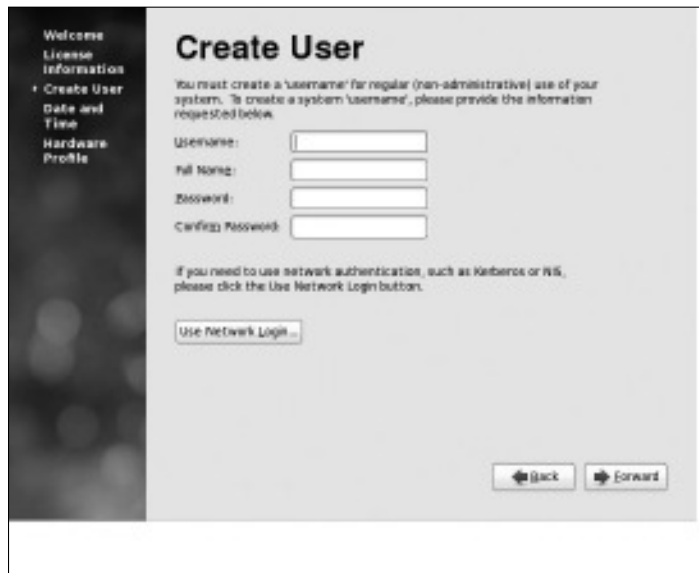 Welcome
License
Information
Create User
Date and
Time
Hardware
Profile
Create User
You must create a 'username' for regular (non-administrative) use of your
system. To create a system 'username', please provide the information
requested below.
Username:
Full Name:
Password:
Confirm Password:
If you need to use network authentication, such as Kerberos or NIS,
please click the Use Network Login button.
Use Network Login...
Back
Forward